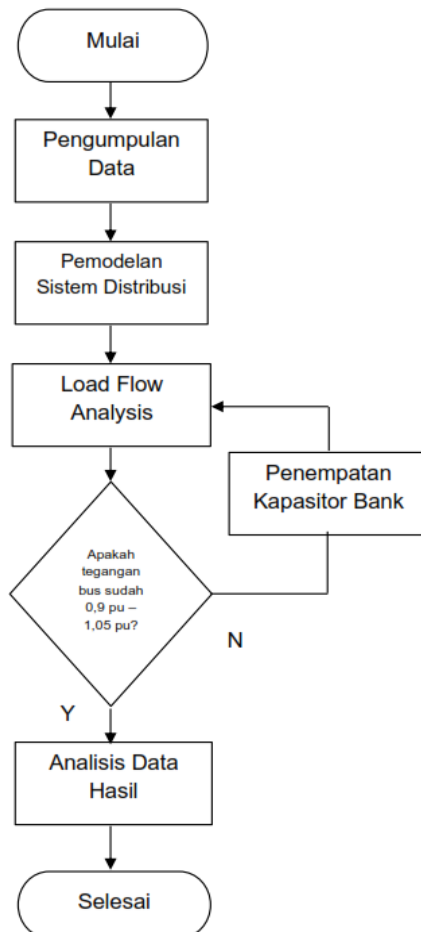 Mulai
Pengumpulan
Data
Pemodelan
Sistem Distribusi
Load Flow
Analysis
Penempatan
Kapasitor Bank
Apakah
tegangan
bus sudah
0,9 pu –
1,05 pu?
N
Y
Analisis Data
Hasil
Selesai